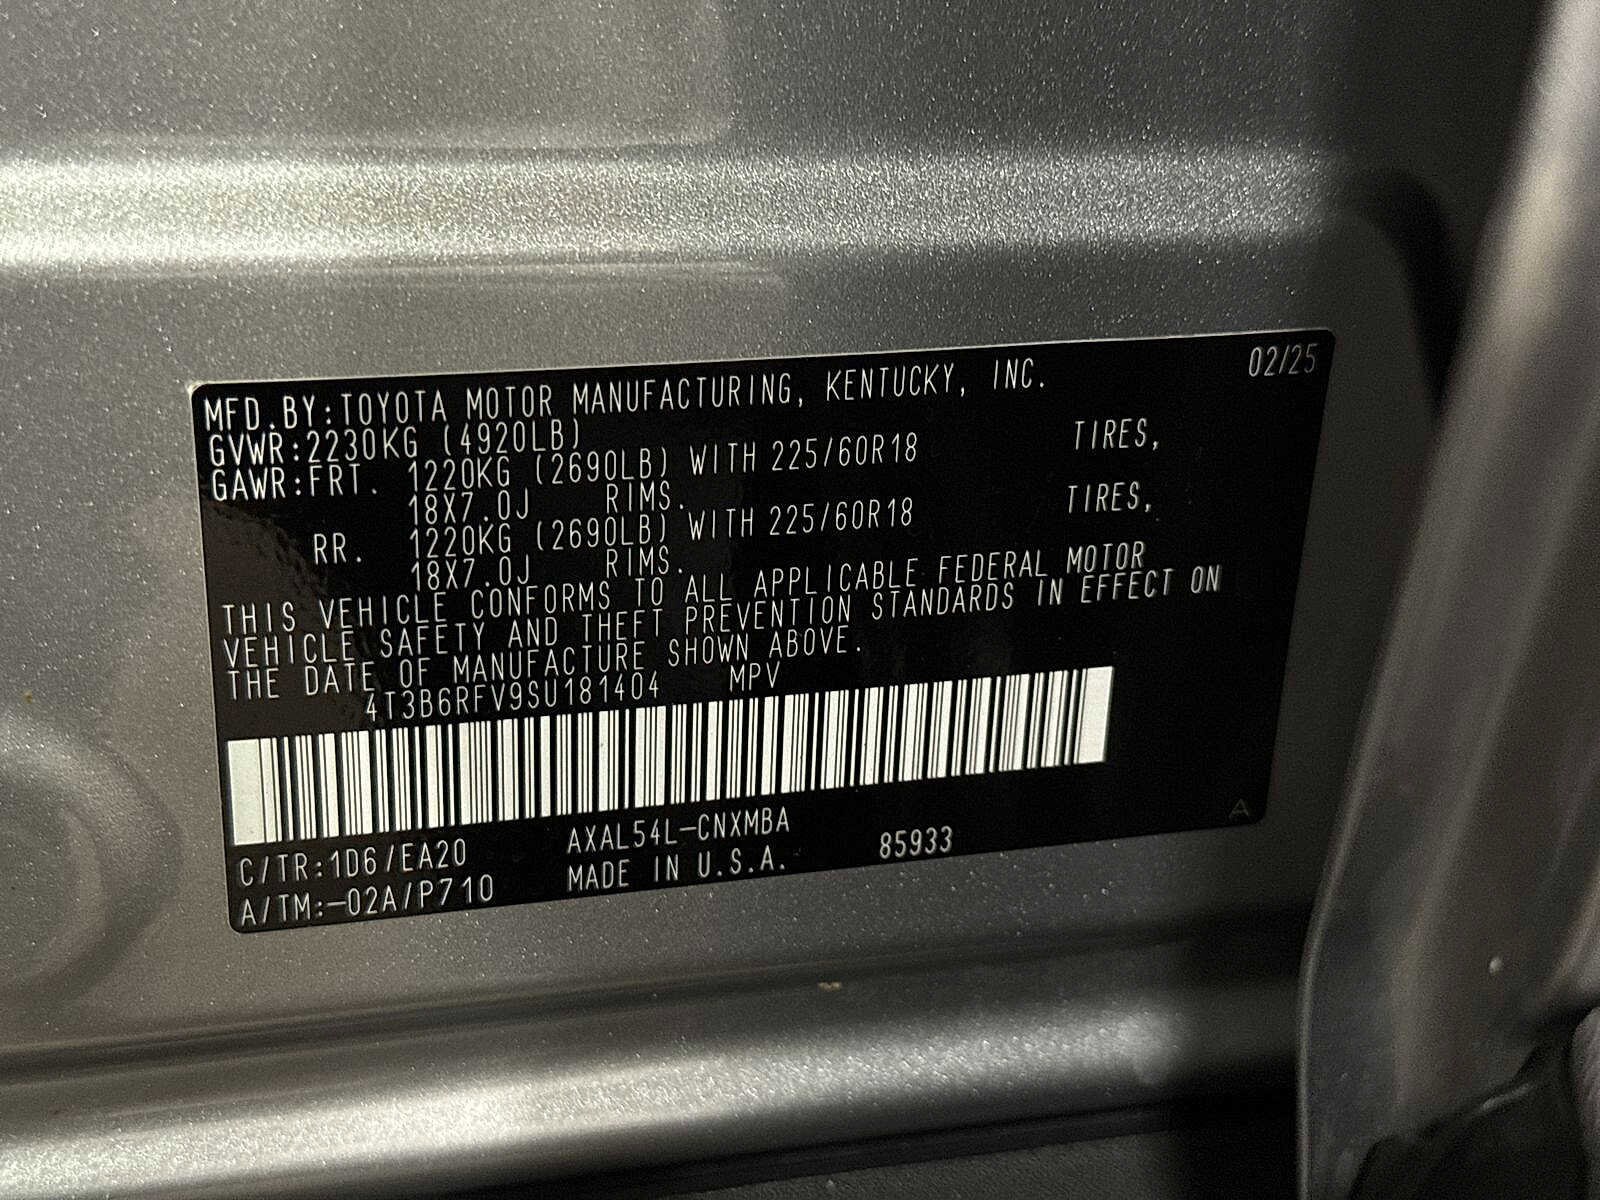 MFD.BY:TOYOTA MOTOR MANUFACTURING, KENTUCKY, INC. 02/25
GVWR:2230KG (4920LB)
GAWR:FRT. 1220KG (2690LB) WITH 225/60R18 TIRES,
18X7.0J RIMS.
RR. 1220KG (2690LB) WITH 225/60R18 TIRES,
18X7.0J RIMS.
THIS VEHICLE CONFORMS TO ALL APPLICABLE FEDERAL MOTOR
VEHICLE SAFETY AND THEFT PREVENTION STANDARDS IN EFFECT ON
THE DATE OF MANUFACTURE SHOWN ABOVE.
4T3B6RFV9SU181404 MPV
C/TR:1D6/EA20 AXAL54L-CNXMBA
A/TM:-02A/P710 MADE IN U.S.A. 85933
A